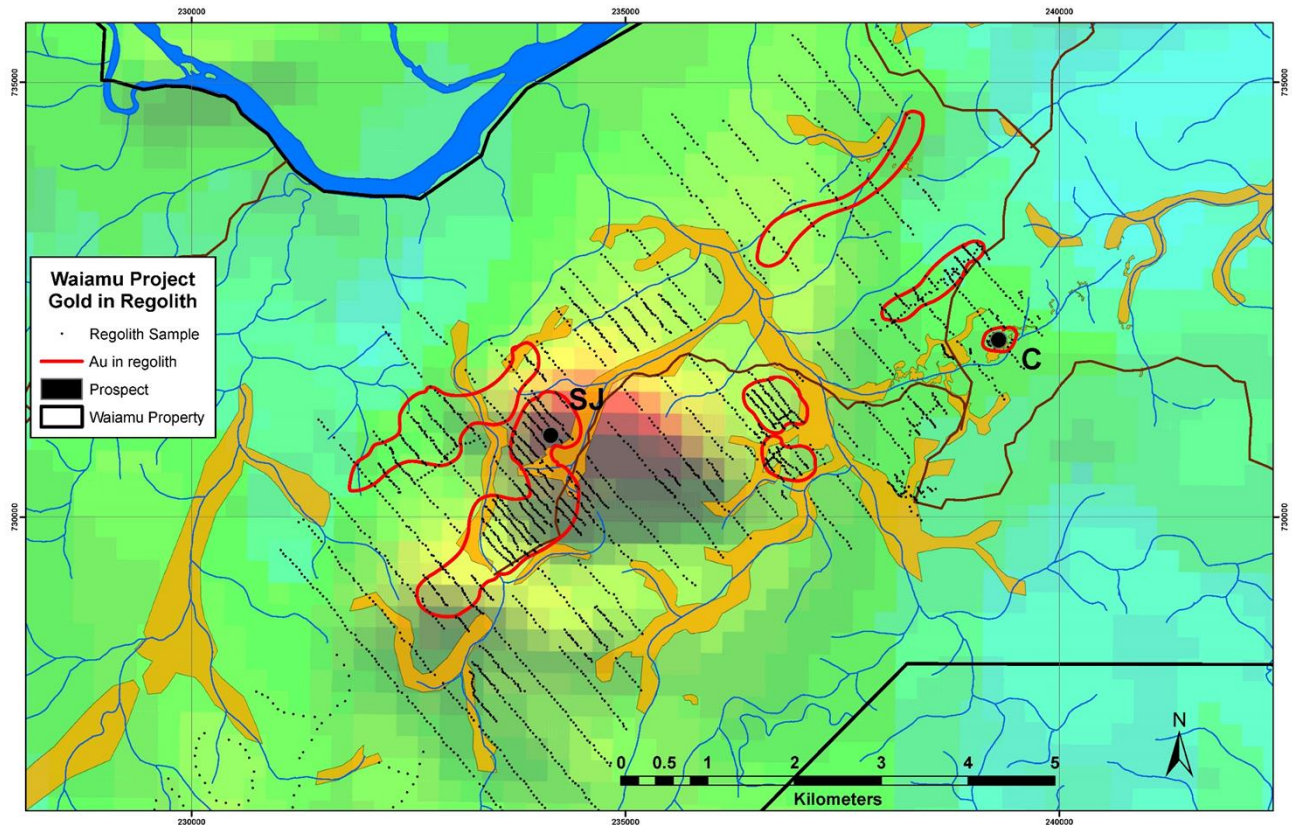 230000
235000
240000
735000
735000
Waiamu Project
Gold in Regolith
Regolith Sample
Au in regolith
Prospect
Waiamu Property
C
SJ
730000
730000
N
0 0.5 1 2 3 4 5
Kilometers
230000
235000
240000